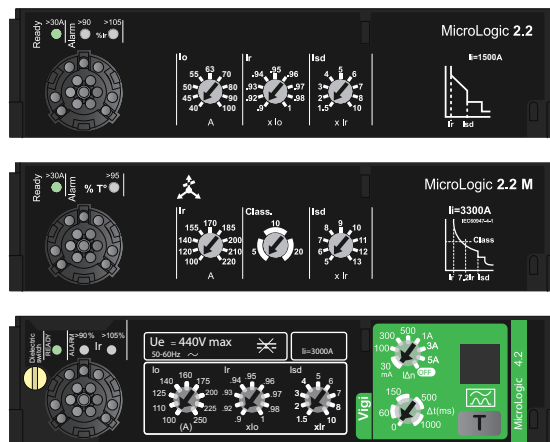 Ready
>30A
Alarm
>90
>105
%Ir
MicroLogic 2.2
Io
40 45 50 55 63 70 80 90 100
A
Ir
.9 .92 .93 .94 .95 .96 .97 .98 1
x Io
Isd
1.5 2 3 4 5 6 7 8 10
x Ir
Ii=1500A
Ir Isd
Ready
>30A
Alarm
% T°
>95
MicroLogic 2.2 M
Ir
100 120 140 155 170 185 200 210 220
A
Class.
5 10 20
Isd
5 6 7 8 9 10 11 12 13
x Ir
Ii=3300A
IEC60947-4-1
Class
Ir 7,2Ir Isd
Dielectric switch
READY
ALARM
>90 %
Ir
>105%
Ue = 440V max
50-60Hz ~
Ii=3000A
Io
100 110 125 140 160 175 200 225 250
(A)
Ir
.9 .92 .93 .94 .95 .96 .97 .98 1
xIo
Isd
1.5 2 3 4 5 6 7 8 10
xIr
Vigi
30 mA 100 300 500 1A 3A 5A OFF
IΔn
0 60 150 500 1000
Δt(ms)
T
MicroLogic 4.2